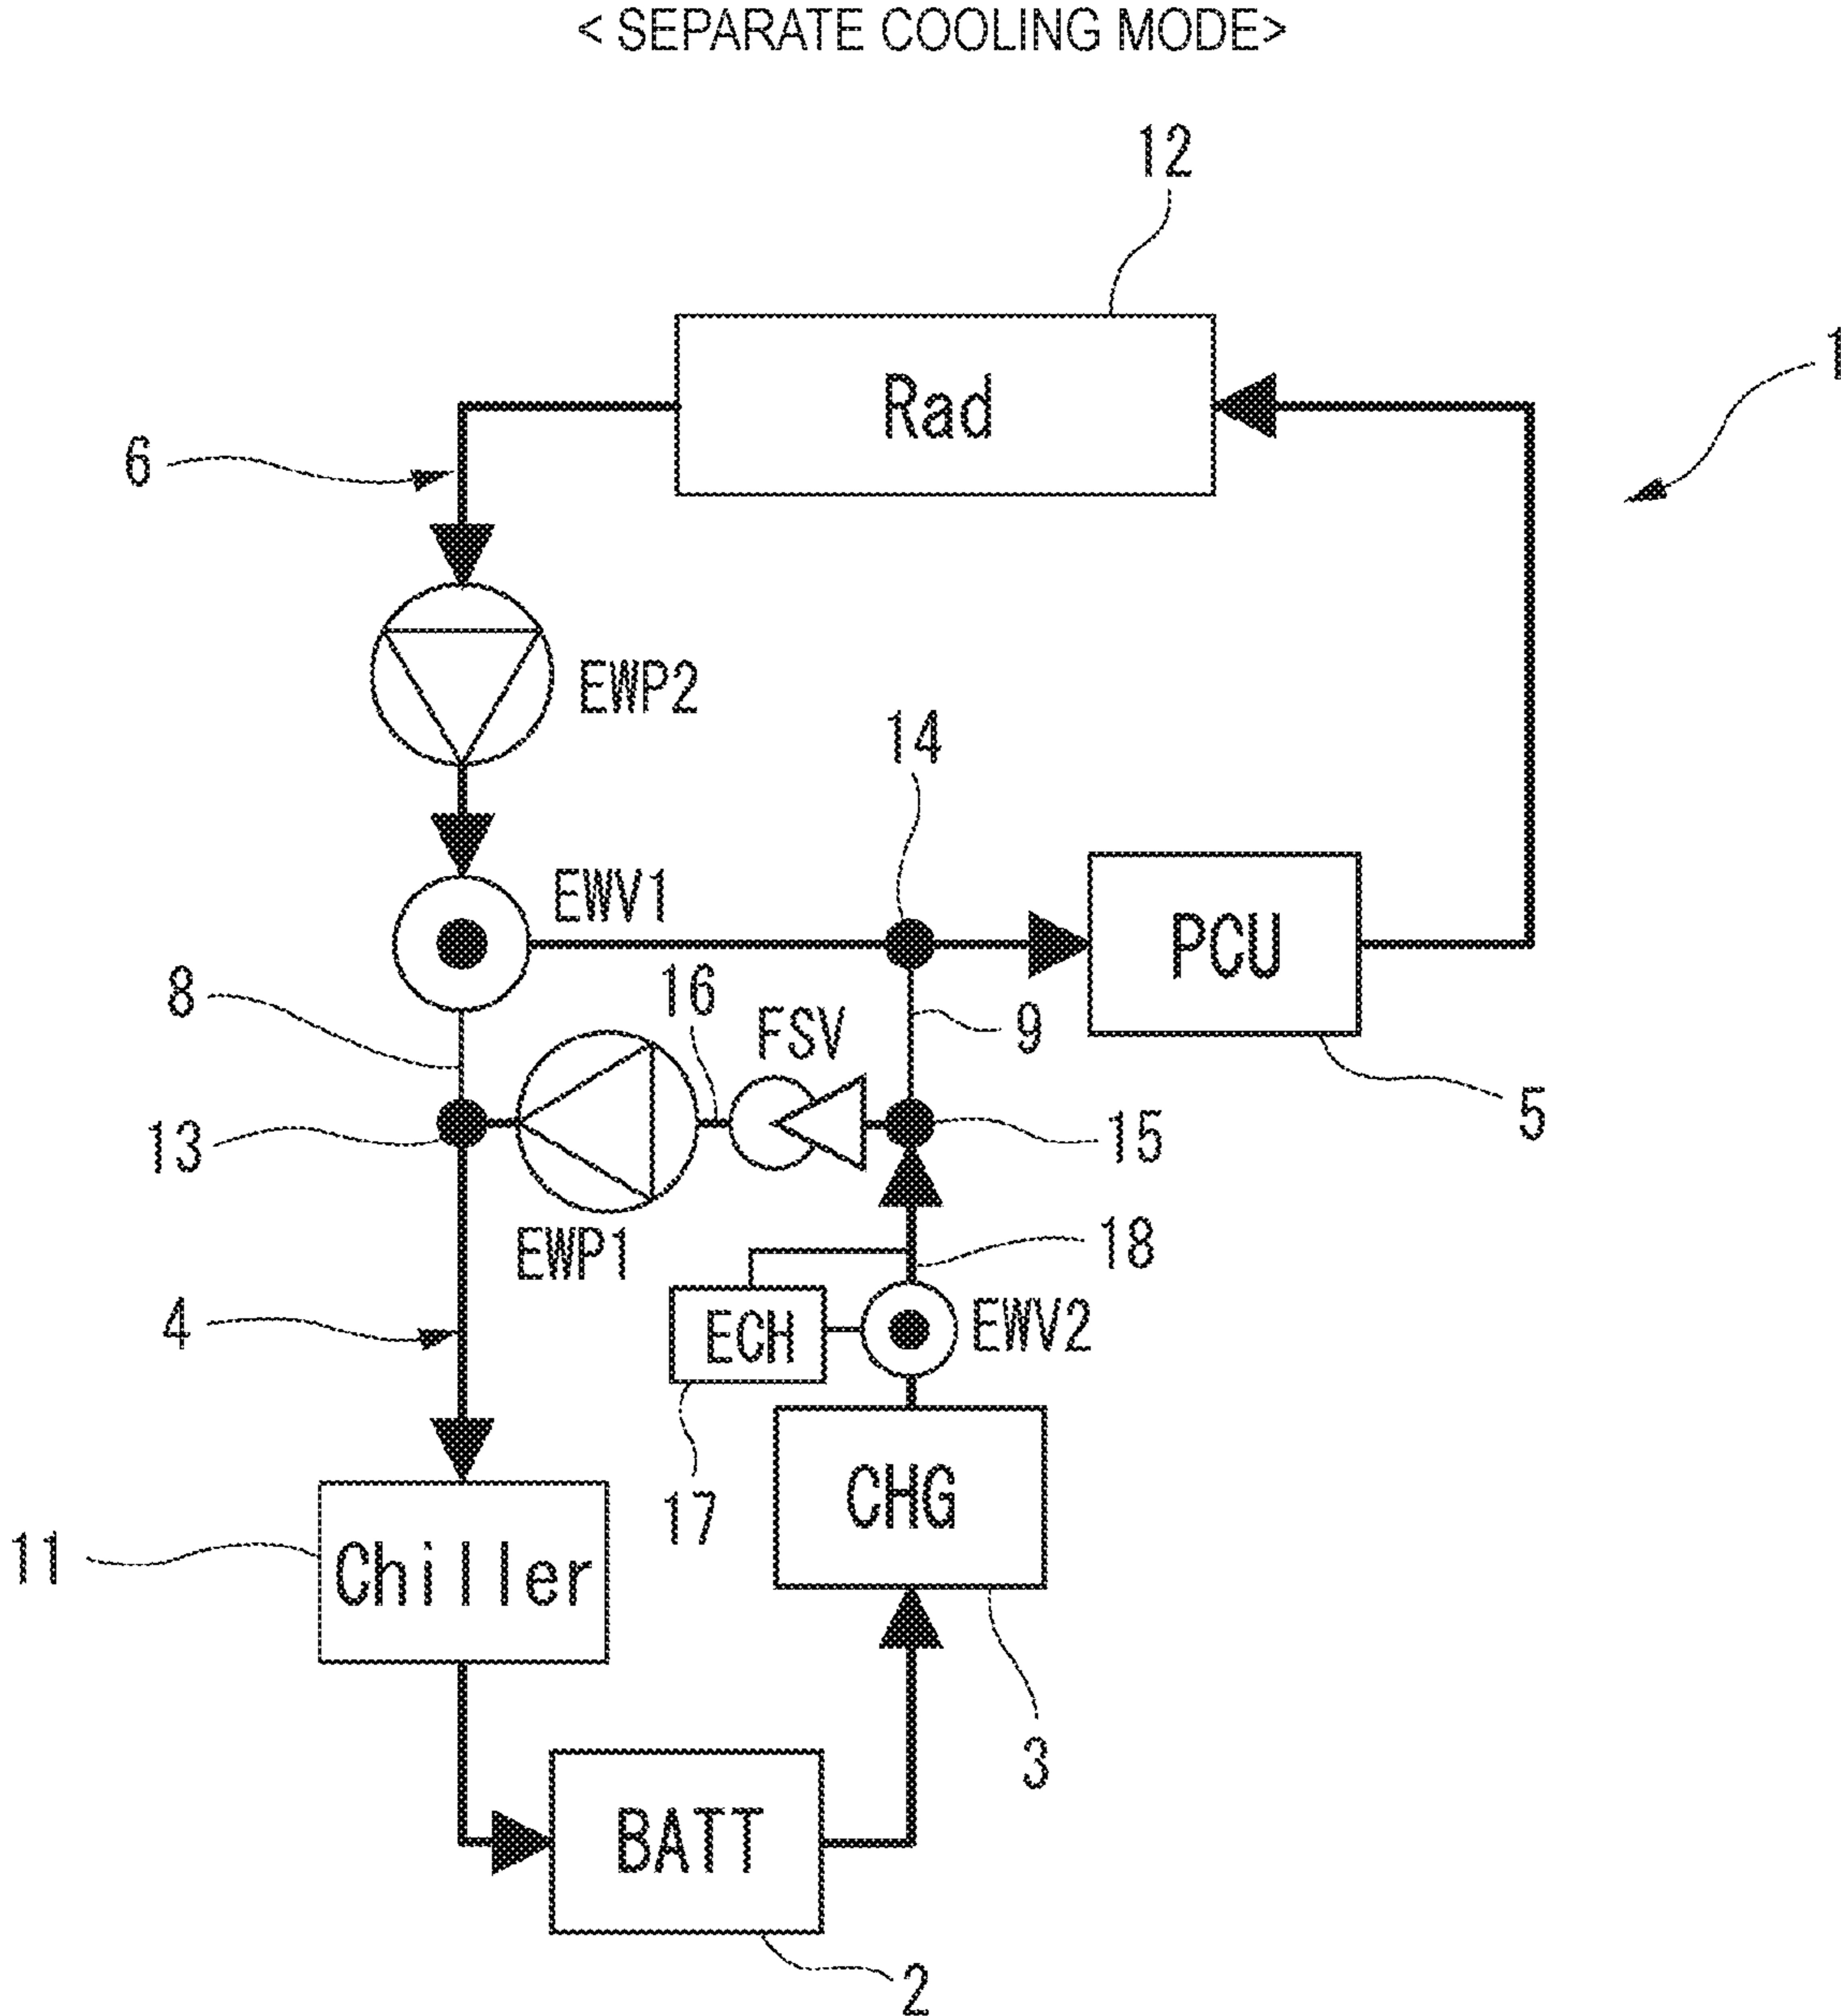 < SEPARATE COOLING MODE>
12
1
Rad
6
EWP2
14
EWV1
PCU
16
8
FSV
9
5
13
15
EWP1
18
4
ECH
EWV2
17
CHG
11
Chiller
3
BATT
2